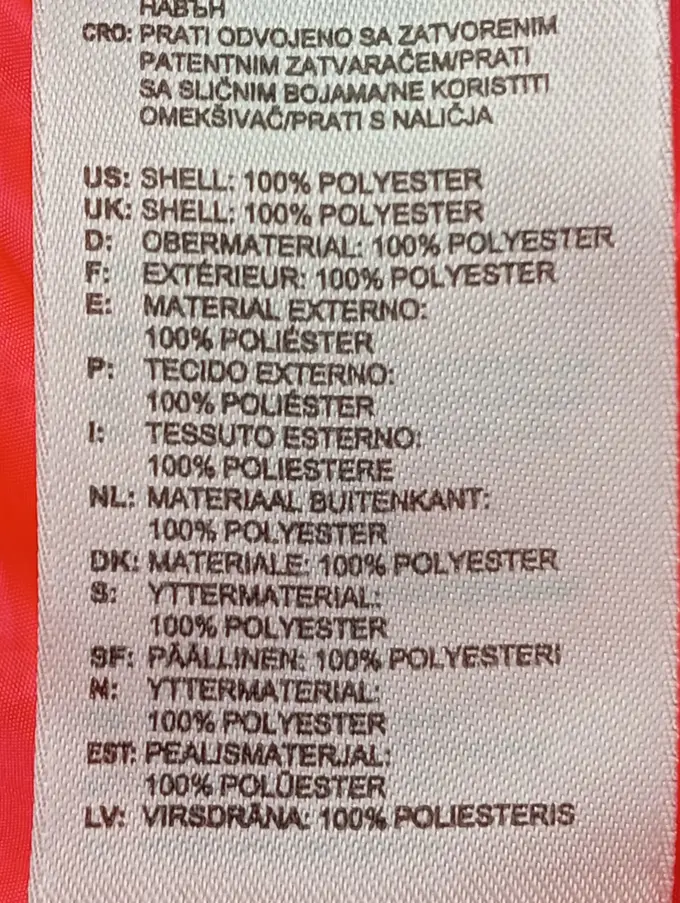 НАВЪН
CRO: PRATI ODVOJENO SA ZATVORENIM
PATENTNIM ZATVARAČEM/PRATI
SA SLIČNIM BOJAMA/NE KORISTITI
OMEKŠIVAČ/PRATI S NALIČJA
US: SHELL: 100% POLYESTER
UK: SHELL: 100% POLYESTER
D: OBERMATERIAL: 100% POLYESTER
F: EXTÉRIEUR: 100% POLYESTER
E: MATERIAL EXTERNO:
100% POLIÉSTER
P: TECIDO EXTERNO:
100% POLIÉSTER
I: TESSUTO ESTERNO:
100% POLIESTERE
NL: MATERIAAL BUITENKANT:
100% POLYESTER
DK: MATERIALE: 100% POLYESTER
S: YTTERMATERIAL:
100% POLYESTER
SF: PÄÄLLINEN: 100% POLYESTERI
N: YTTERMATERIAL:
100% POLYESTER
EST: PEALISMATERJAL:
100% POLÜESTER
LV: VIRSDRĀNA: 100% POLIESTERIS